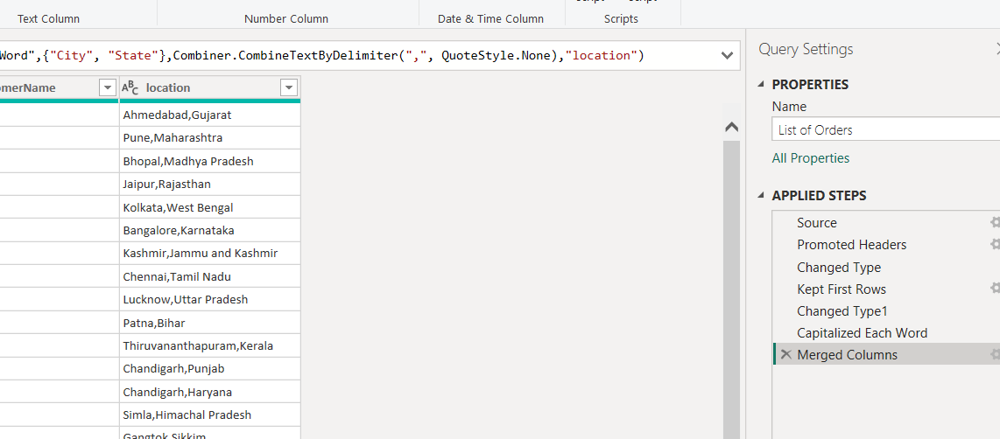 Text Column
Number Column
Date & Time Column
Scripts
Word",{"City", "State"},Combiner.CombineTextByDelimiter(",", QuoteStyle.None),"location")
Query Settings
PROPERTIES
Name
List of Orders
All Properties
APPLIED STEPS
Source
Promoted Headers
Changed Type
Kept First Rows
Changed Type1
Capitalized Each Word
Merged Columns
omerName
ABC location
Ahmedabad,Gujarat
Pune,Maharashtra
Bhopal,Madhya Pradesh
Jaipur,Rajasthan
Kolkata,West Bengal
Bangalore,Karnataka
Kashmir,Jammu and Kashmir
Chennai,Tamil Nadu
Lucknow,Uttar Pradesh
Patna,Bihar
Thiruvananthapuram,Kerala
Chandigarh,Punjab
Chandigarh,Haryana
Simla,Himachal Pradesh
Gangtok,Sikkim